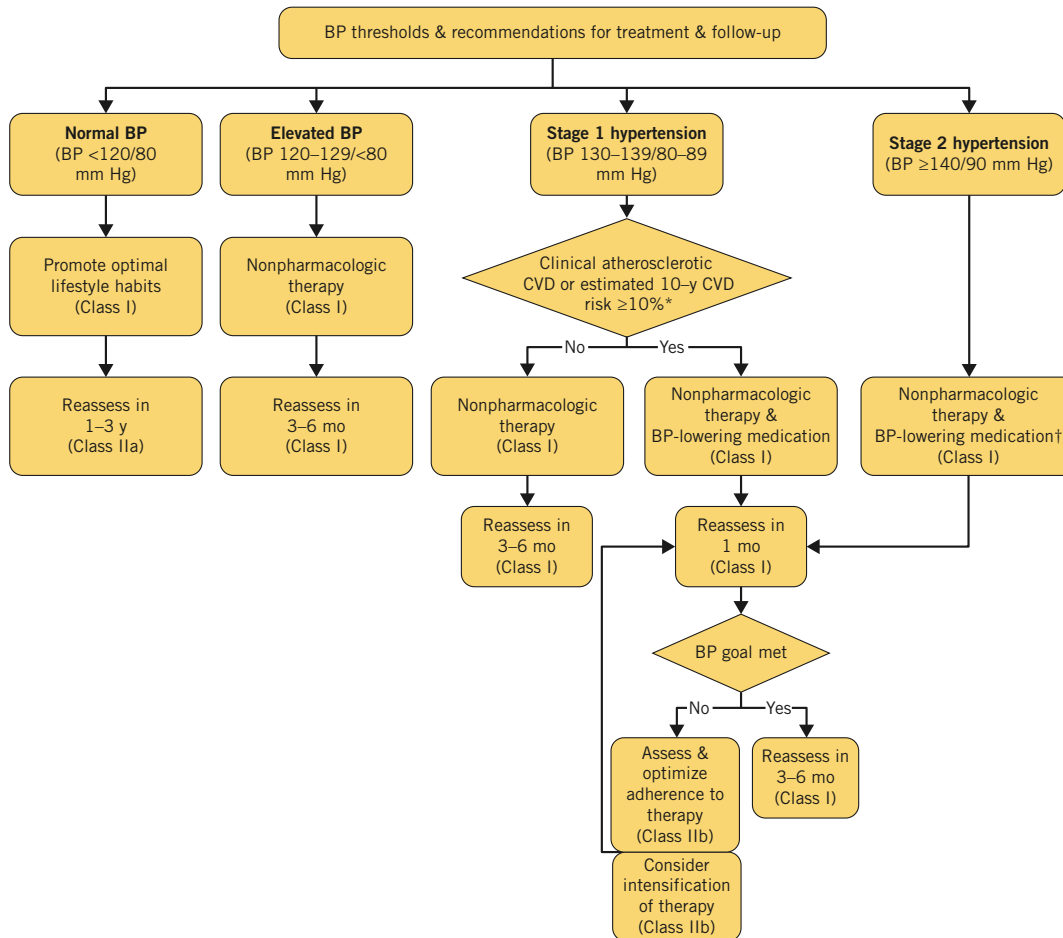 BP thresholds & recommendations for treatment & follow-up
Normal BP
(BP <120/80
mm Hg)
Elevated BP
(BP 120–129/<80
mm Hg)
Stage 1 hypertension
(BP 130–139/80–89
mm Hg)
Stage 2 hypertension
(BP ≥140/90 mm Hg)
Promote optimal
lifestyle habits
(Class I)
Nonpharmacologic
therapy
(Class I)
Clinical atherosclerotic
CVD or estimated 10–y CVD
risk ≥10%*
No
Yes
Reassess in
1–3 y
(Class IIa)
Reassess in
3–6 mo
(Class I)
Nonpharmacologic
therapy
(Class I)
Nonpharmacologic
therapy &
BP-lowering medication
(Class I)
Nonpharmacologic
therapy &
BP-lowering medication†
(Class I)
Reassess in
3–6 mo
(Class I)
Reassess in
1 mo
(Class I)
BP goal met
No
Yes
Assess &
optimize
adherence to
therapy
(Class IIb)
Reassess in
3–6 mo
(Class I)
Consider
intensification
of therapy
(Class IIb)